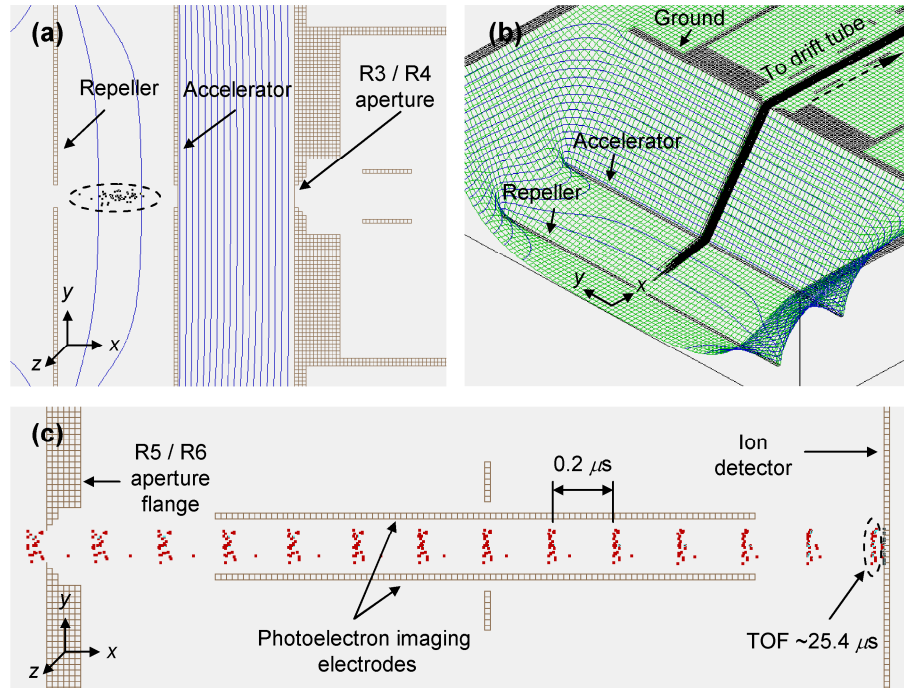 (a)
Repeller
Accelerator
R3 / R4
aperture
y
z
x
(b)
Ground
To drift tube
Accelerator
Repeller
y
x
(c)
R5 / R6
aperture
flange
0.2 μs
Ion
detector
y
z
x
Photoelectron imaging
electrodes
TOF ~25.4 μs